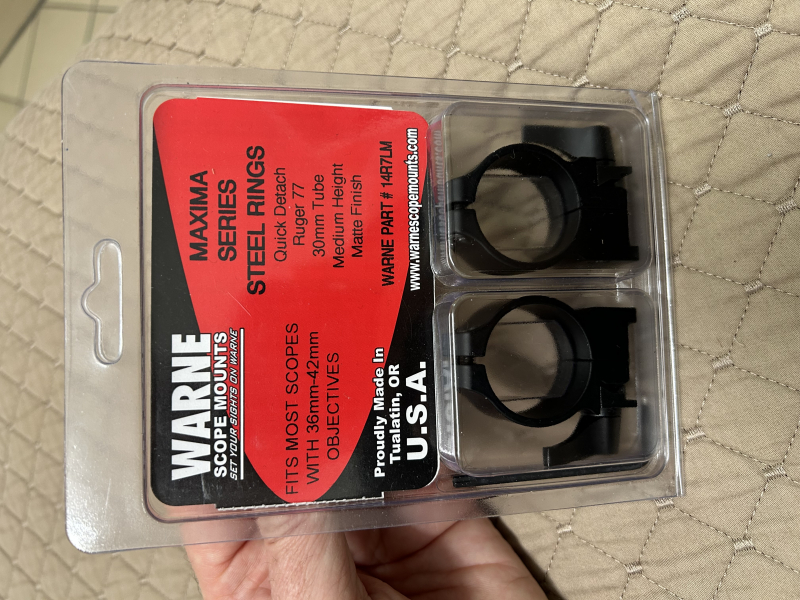 WARNE
SCOPE MOUNTS
SET YOUR SIGHTS ON WARNE
MAXIMA
SERIES
STEEL RINGS
Quick Detach
Ruger 77
30mm Tube
Medium Height
Matte Finish
WARNE PART # 14R7LM
www.warnescopemounts.com
FITS MOST SCOPES
WITH 36mm-42mm
OBJECTIVES
Proudly Made In
Tualatin, OR
U.S.A.